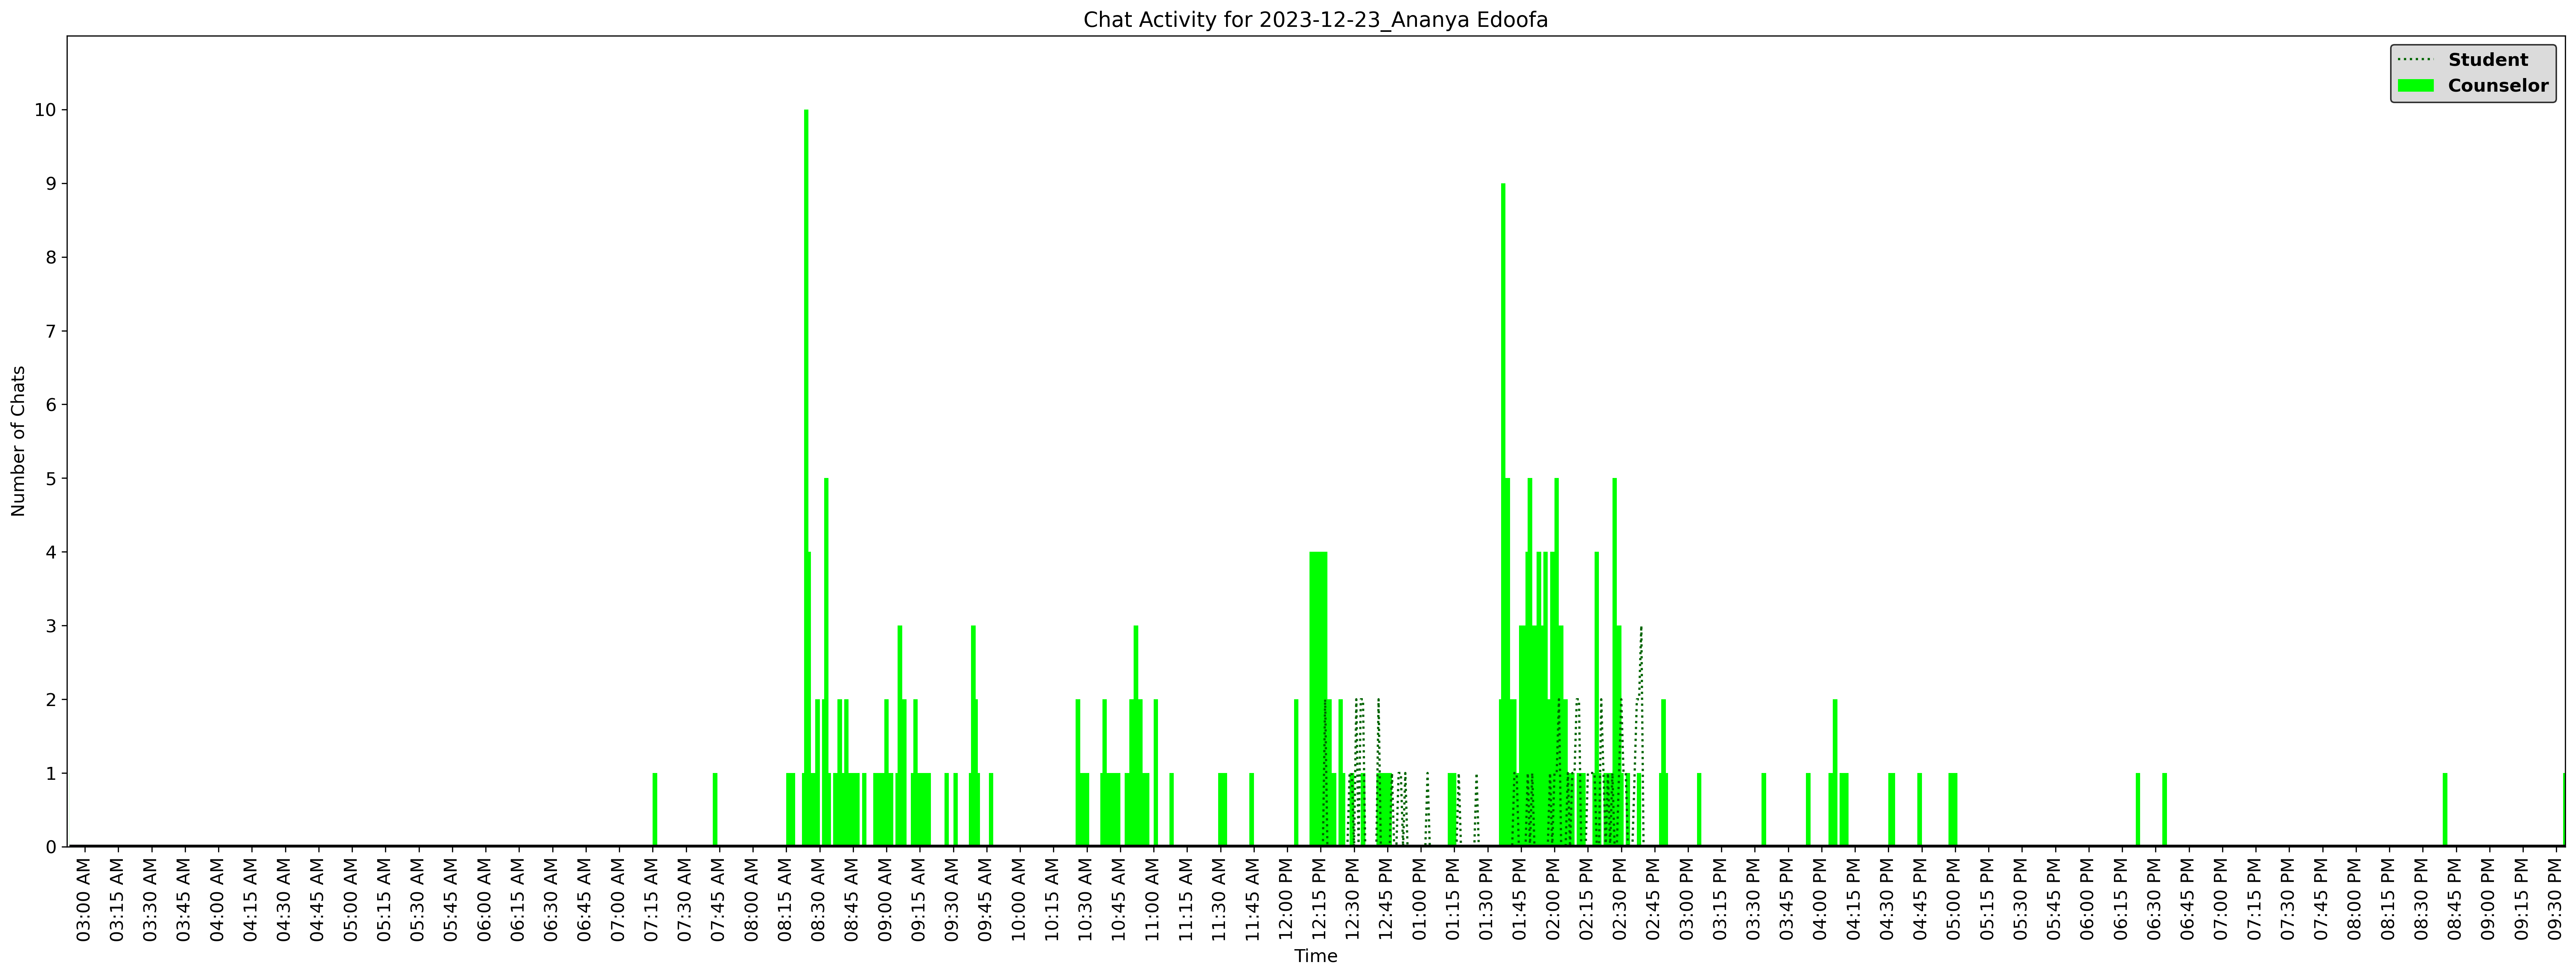 Chat Activity for 2023-12-23_Ananya Edoofa
Student
Counselor
Number of Chats
10
9
8
7
6
5
4
3
2
1
0
03:00 AM
03:15 AM
03:30 AM
03:45 AM
04:00 AM
04:15 AM
04:30 AM
04:45 AM
05:00 AM
05:15 AM
05:30 AM
05:45 AM
06:00 AM
06:15 AM
06:30 AM
06:45 AM
07:00 AM
07:15 AM
07:30 AM
07:45 AM
08:00 AM
08:15 AM
08:30 AM
08:45 AM
09:00 AM
09:15 AM
09:30 AM
09:45 AM
10:00 AM
10:15 AM
10:30 AM
10:45 AM
11:00 AM
11:15 AM
11:30 AM
11:45 AM
12:00 PM
12:15 PM
12:30 PM
12:45 PM
01:00 PM
01:15 PM
01:30 PM
01:45 PM
02:00 PM
02:15 PM
02:30 PM
02:45 PM
03:00 PM
03:15 PM
03:30 PM
03:45 PM
04:00 PM
04:15 PM
04:30 PM
04:45 PM
05:00 PM
05:15 PM
05:30 PM
05:45 PM
06:00 PM
06:15 PM
06:30 PM
06:45 PM
07:00 PM
07:15 PM
07:30 PM
07:45 PM
08:00 PM
08:15 PM
08:30 PM
08:45 PM
09:00 PM
09:15 PM
09:30 PM
Time